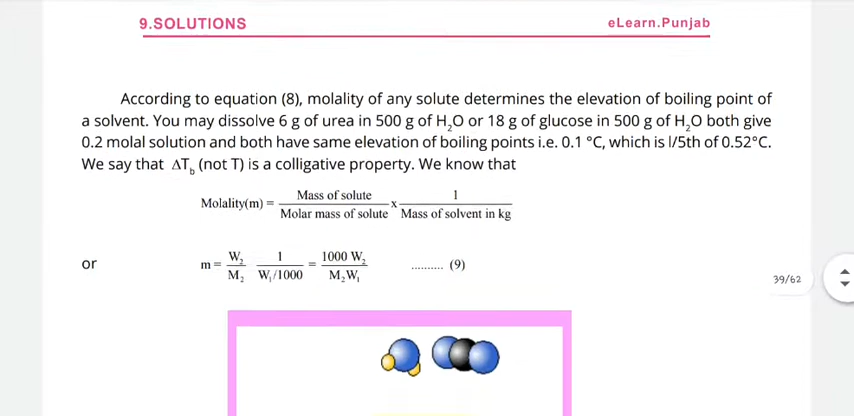 9.SOLUTIONS
eLearn.Punjab
According to equation (8), molality of any solute determines the elevation of boiling point of
a solvent. You may dissolve 6 g of urea in 500 g of H₂O or 18 g of glucose in 500 g of H₂O both give
0.2 molal solution and both have same elevation of boiling points i.e. 0.1 °C, which is l/5th of 0.52°C.
We say that ΔT_b (not T) is a colligative property. We know that
Molality(m) = Mass of solute / Molar mass of solute x 1 / Mass of solvent in kg
or m = W₂/M₂ 1/(W₁/1000) = 1000 W₂/M₂W₁ .......... (9)
39/62